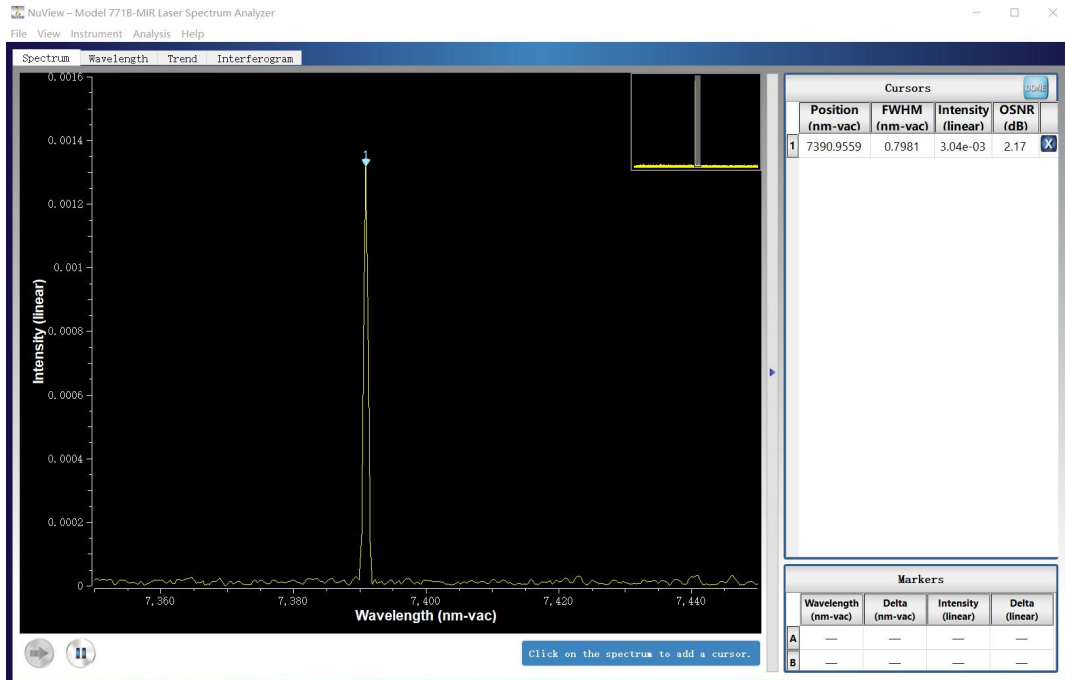 NuView – Model 771B-MIR Laser Spectrum Analyzer
File View Instrument Analysis Help
Spectrum Wavelength Trend Interferogram
0.0016
0.0014
0.0012
0.001
0.0008
0.0006
0.0004
0.0002
0
Intensity (linear)
1
7,360 7,380 7,400 7,420 7,440
Wavelength (nm-vac)
Click on the spectrum to add a cursor.
Cursors
DONE
Position (nm-vac) FWHM (nm-vac) Intensity (linear) OSNR (dB)
1 7390.9559 0.7981 3.04e-03 2.17 X
Markers
Wavelength (nm-vac) Delta (nm-vac) Intensity (linear) Delta (linear)
A — — — —
B — — — —